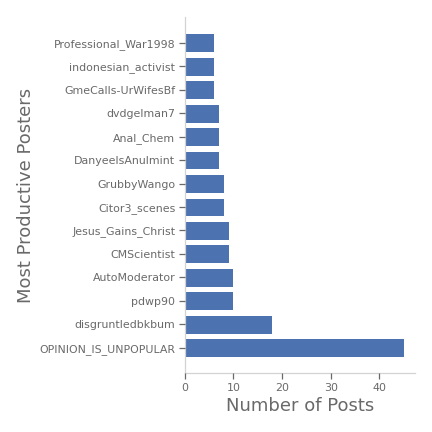 Professional_War1998
indonesian_activist
GmeCalls-UrWifesBf
dvdgelman7
Anal_Chem
DanyeelsAnulmint
GrubbyWango
Citor3_scenes
Jesus_Gains_Christ
CMScientist
AutoModerator
pdwp90
disgruntledbkbum
OPINION_IS_UNPOPULAR
Most Productive Posters
0 10 20 30 40
Number of Posts